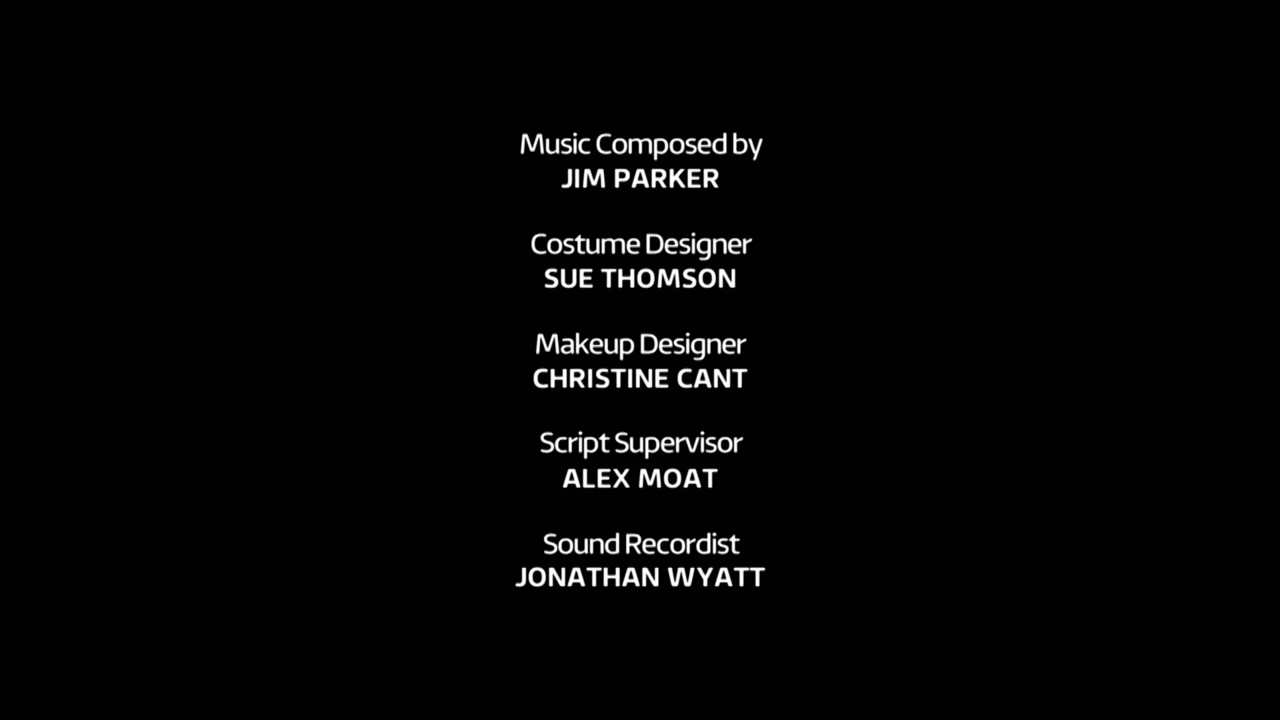 Music Composed by
JIM PARKER
Costume Designer
SUE THOMSON
Makeup Designer
CHRISTINE CANT
Script Supervisor
ALEX MOAT
Sound Recordist
JONATHAN WYATT